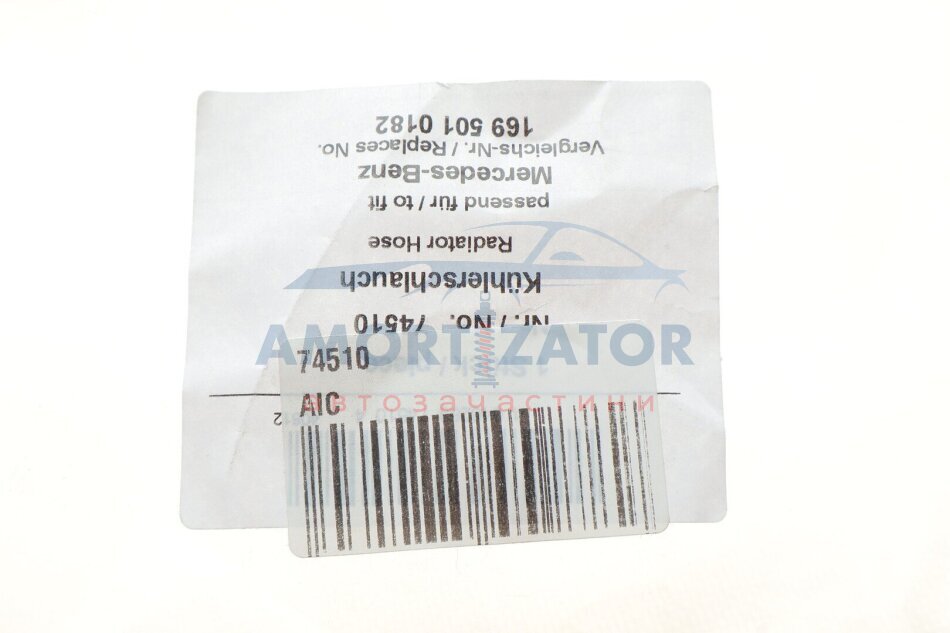 Nr. / No. 74510
Kühlerschlauch
Radiator Hose
passend für / to fit
Mercedes-Benz
Vergleichs-Nr. / Replaces No.
169 501 0182
74510
AIC
AMORTIZATOR
автозачастини